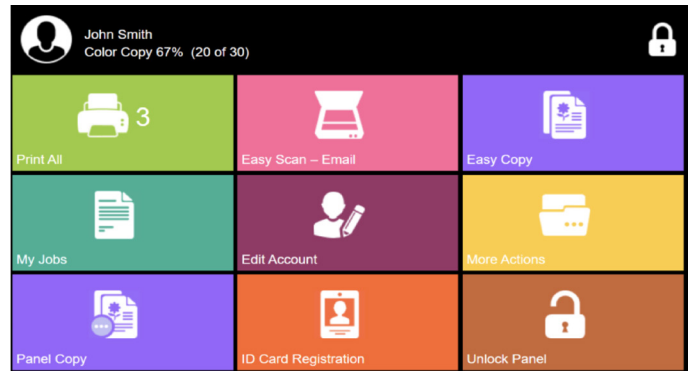 John Smith
Color Copy 67% (20 of 30)
3
Print All
Easy Scan – Email
Easy Copy
My Jobs
Edit Account
More Actions
Panel Copy
ID Card Registration
Unlock Panel